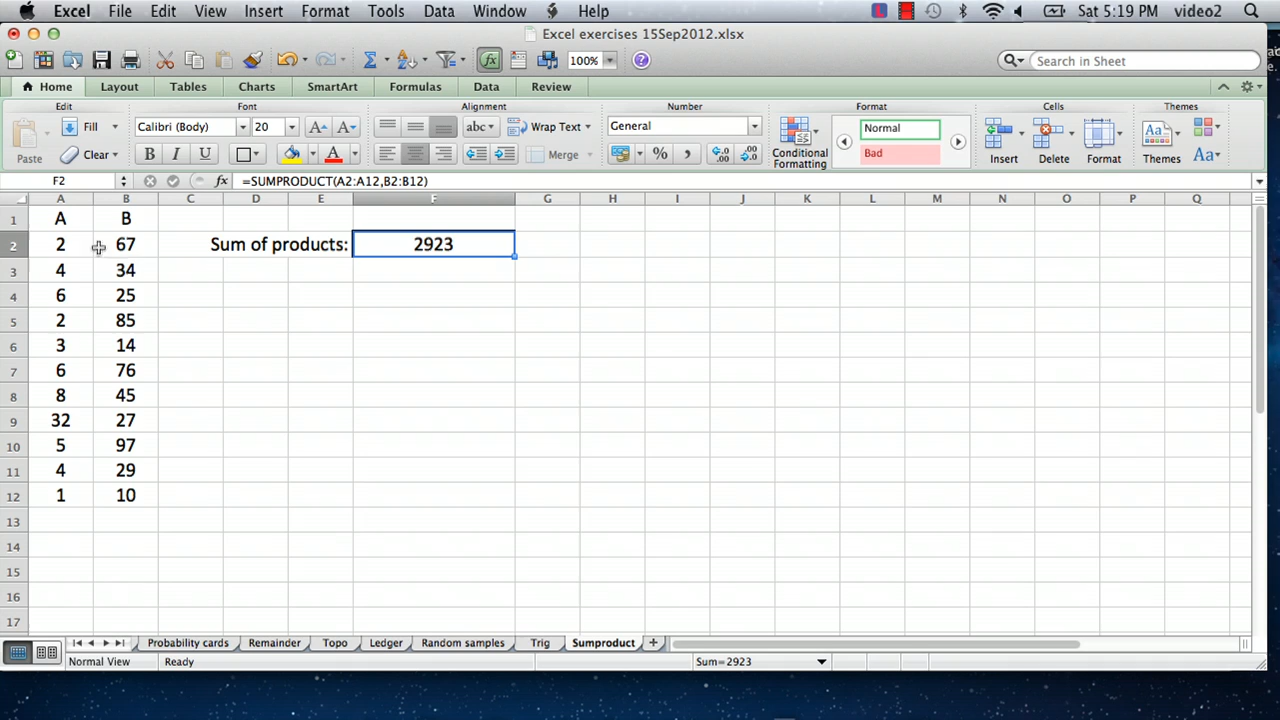 Excel File Edit View Insert Format Tools Data Window Help Sat 5:19 PM video2
Excel exercises 15Sep2012.xlsx
100% Search in Sheet
Home Layout Tables Charts SmartArt Formulas Data Review
Edit Font Alignment Number Format Cells Themes
Fill Calibri (Body) 20 abc Wrap Text General Normal
Paste Clear B I U A Merge % Bad Conditional Formatting Insert Delete Format Themes Aa
F2 fx =SUMPRODUCT(A2:A12,B2:B12)
A B C D E F G H I J K L M N O P Q
1 A B
2 2 67 Sum of products: 2923
3 4 34
4 6 25
5 2 85
6 3 14
7 6 76
8 8 45
9 32 27
10 5 97
11 4 29
12 1 10
13
14
15
16
17
Probability cards Remainder Topo Ledger Random samples Trig Sumproduct
Normal View Ready Sum=2923